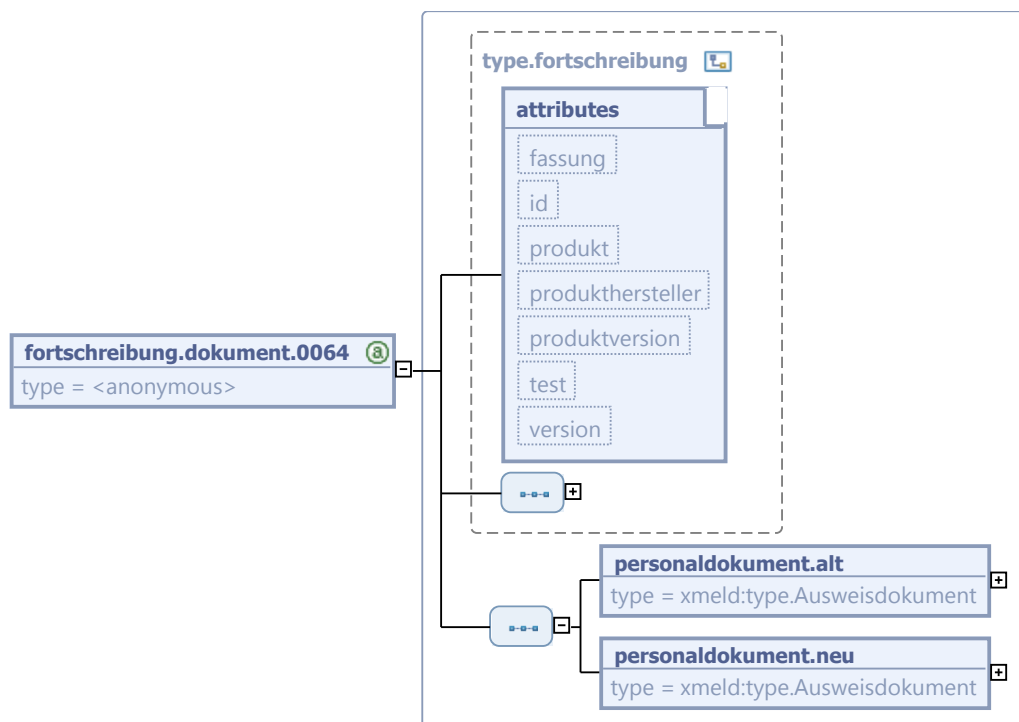 type.fortschreibung
attributes
fassung
id
produkt
produkthersteller
produktversion
test
version
fortschreibung.dokument.0064
type = <anonymous>
personaldokument.alt
type = xmeld:type.Ausweisdokument
personaldokument.neu
type = xmeld:type.Ausweisdokument